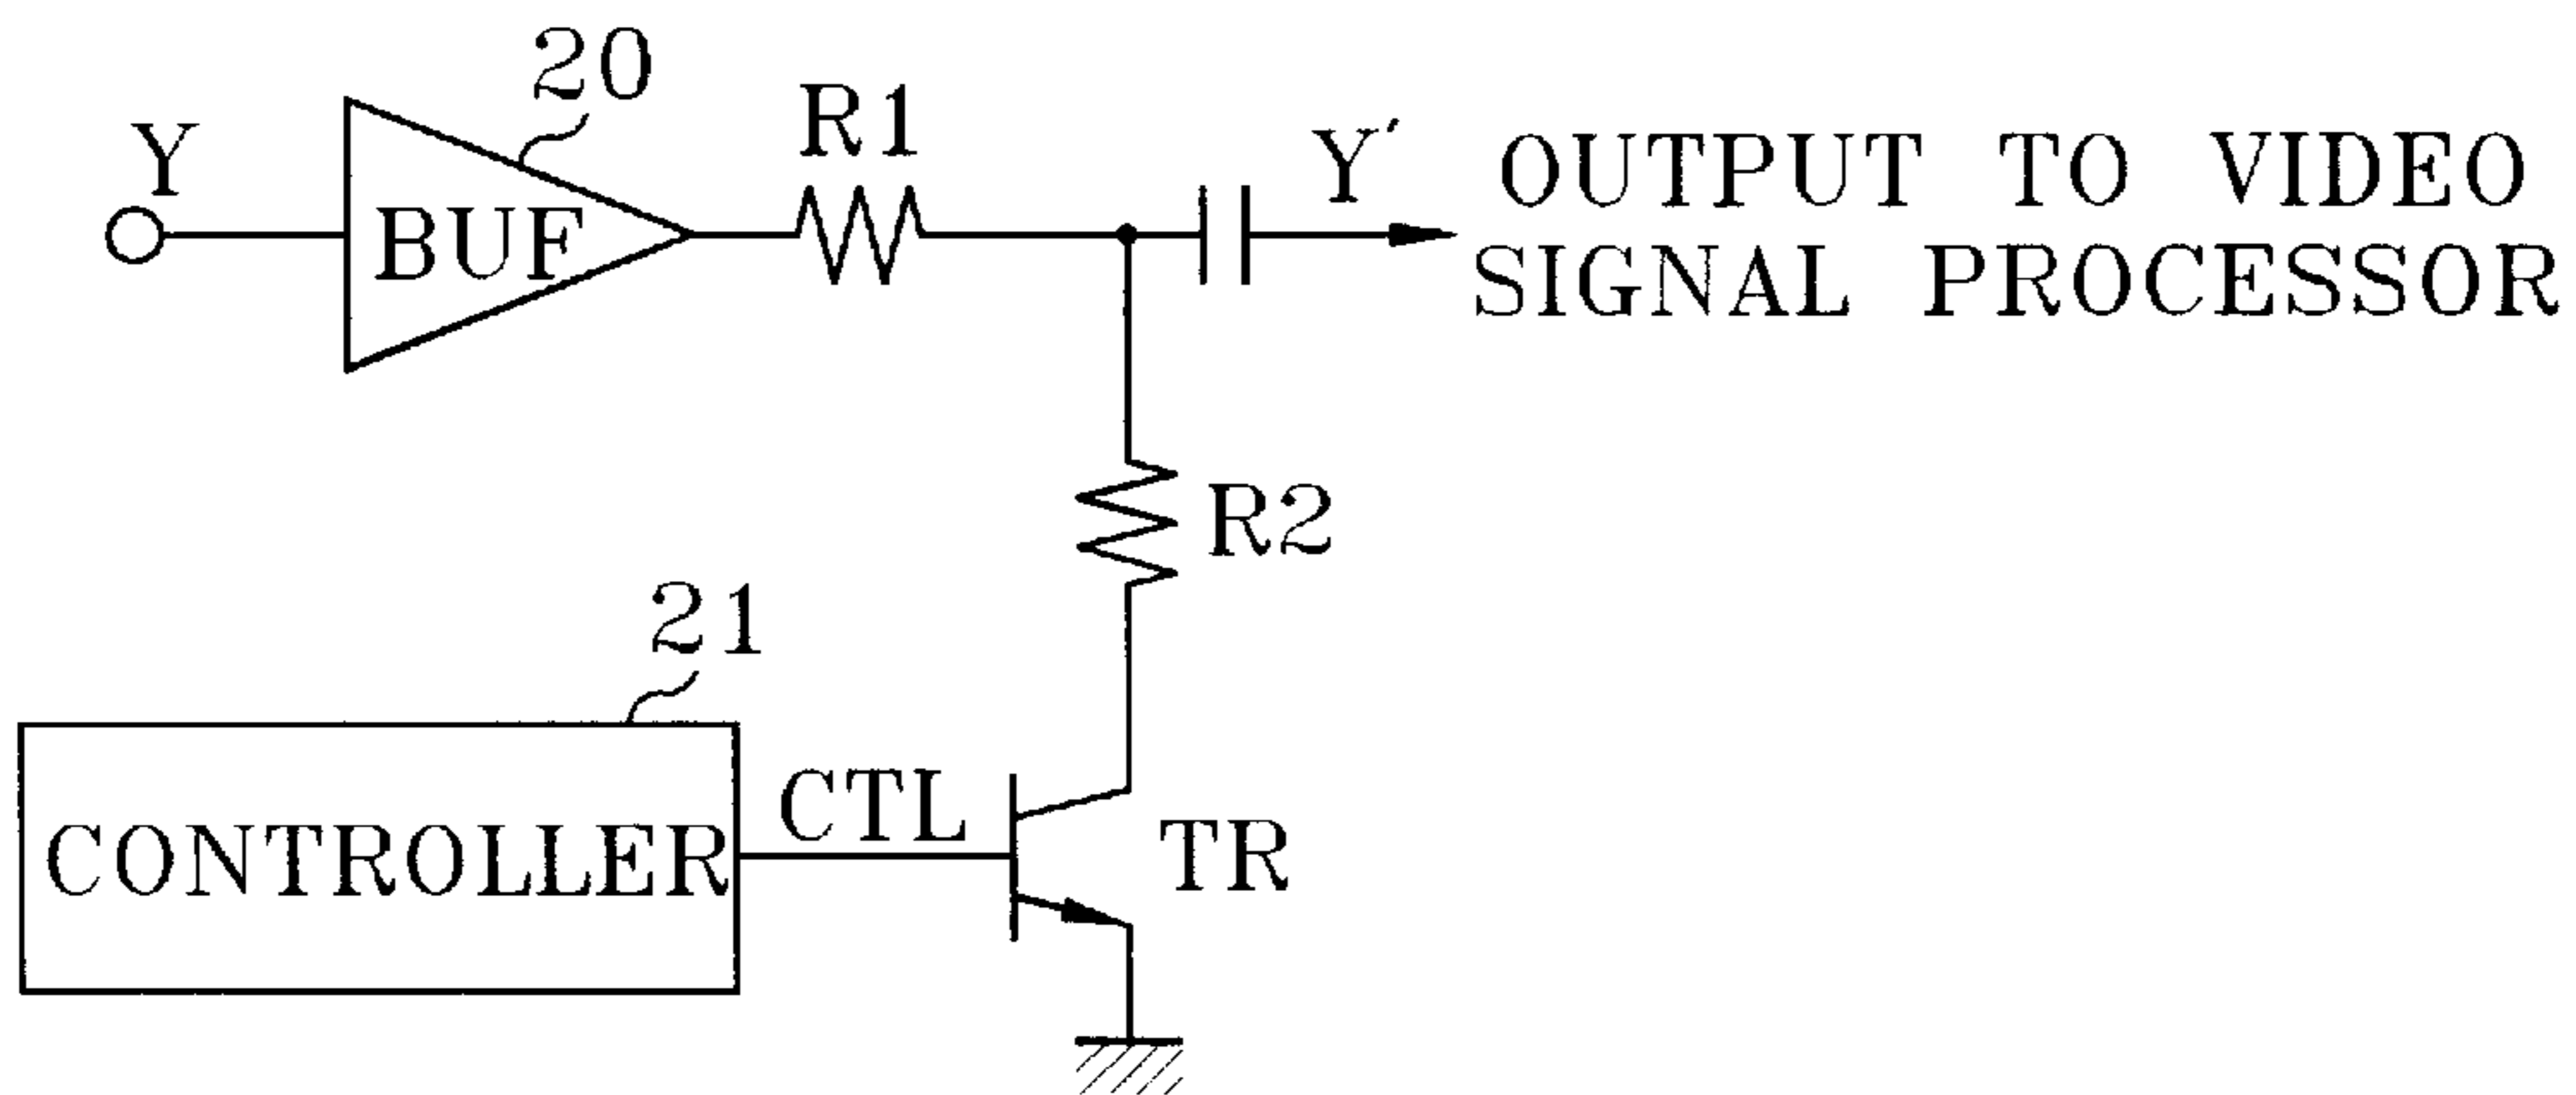 20
Y
BUF
R1
Y' OUTPUT TO VIDEO
SIGNAL PROCESSOR
R2
21
CONTROLLER
CTL
TR